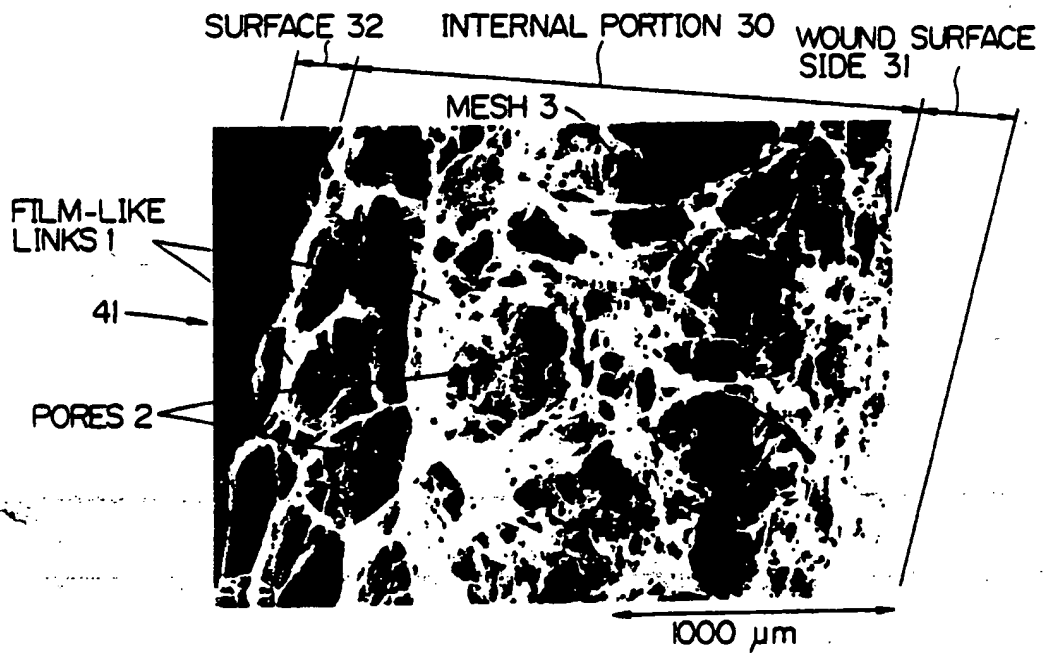 SURFACE 32
INTERNAL PORTION 30
WOUND SURFACE
SIDE 31
MESH 3
FILM-LIKE
LINKS 1
41
PORES 2
1000 μm